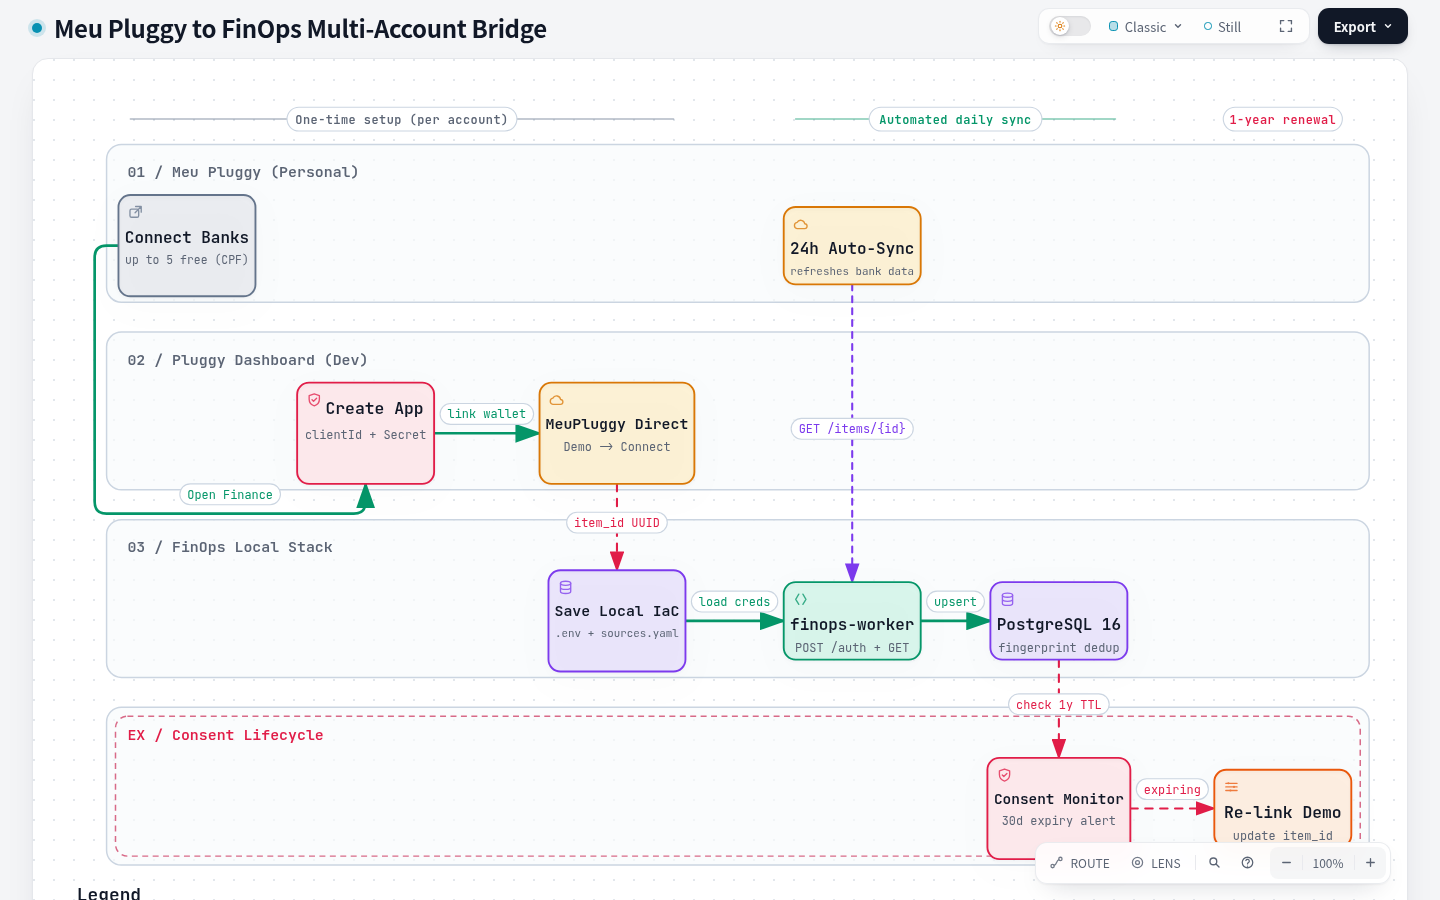 Meu Pluggy to FinOps Multi-Account Bridge
Classic
Still
Export
One-time setup (per account)
Automated daily sync
1-year renewal
01 / Meu Pluggy (Personal)
Connect Banks
up to 5 free (CPF)
24h Auto-Sync
refreshes bank data
02 / Pluggy Dashboard (Dev)
Create App
clientId + Secret
link wallet
MeuPluggy Direct
Demo → Connect
GET /items/{id}
Open Finance
item_id UUID
03 / FinOps Local Stack
Save Local IaC
.env + sources.yaml
load creds
finops-worker
POST /auth + GET
upsert
PostgreSQL 16
fingerprint dedup
check 1y TTL
EX / Consent Lifecycle
Consent Monitor
30d expiry alert
expiring
Re-link Demo
update item_id
ROUTE
LENS
100%
Legend